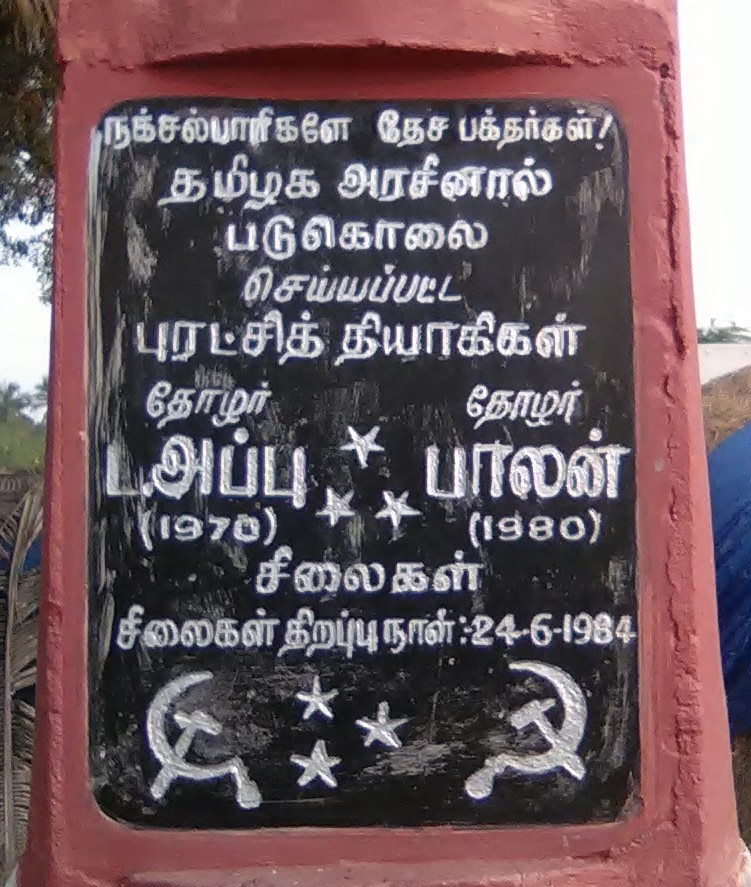 நக்சல்பாரிகளே தேச பக்தர்கள்!
தமிழக அரசினால்
படுகொலை
செய்யப்பட்ட
புரட்சித் தியாகிகள்
தோழர் தோழர்
L.அப்பு பாலன்
(1970) (1980)
சிலைகள்
சிலைகள் திறப்பு நாள்:-24-6-1984